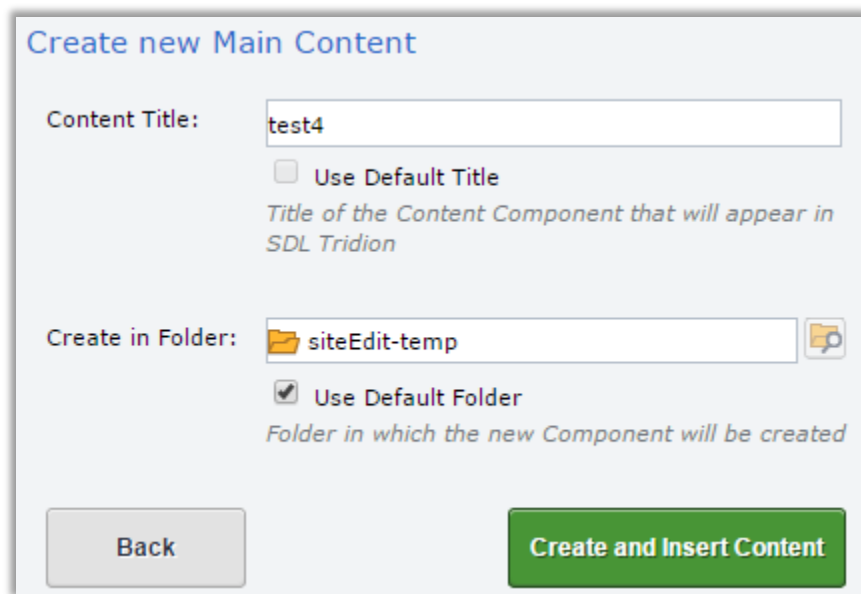 Create new Main Content
Content Title:
test4
Use Default Title
Title of the Content Component that will appear in
SDL Tridion
Create in Folder:
siteEdit-temp
Use Default Folder
Folder in which the new Component will be created
Back
Create and Insert Content